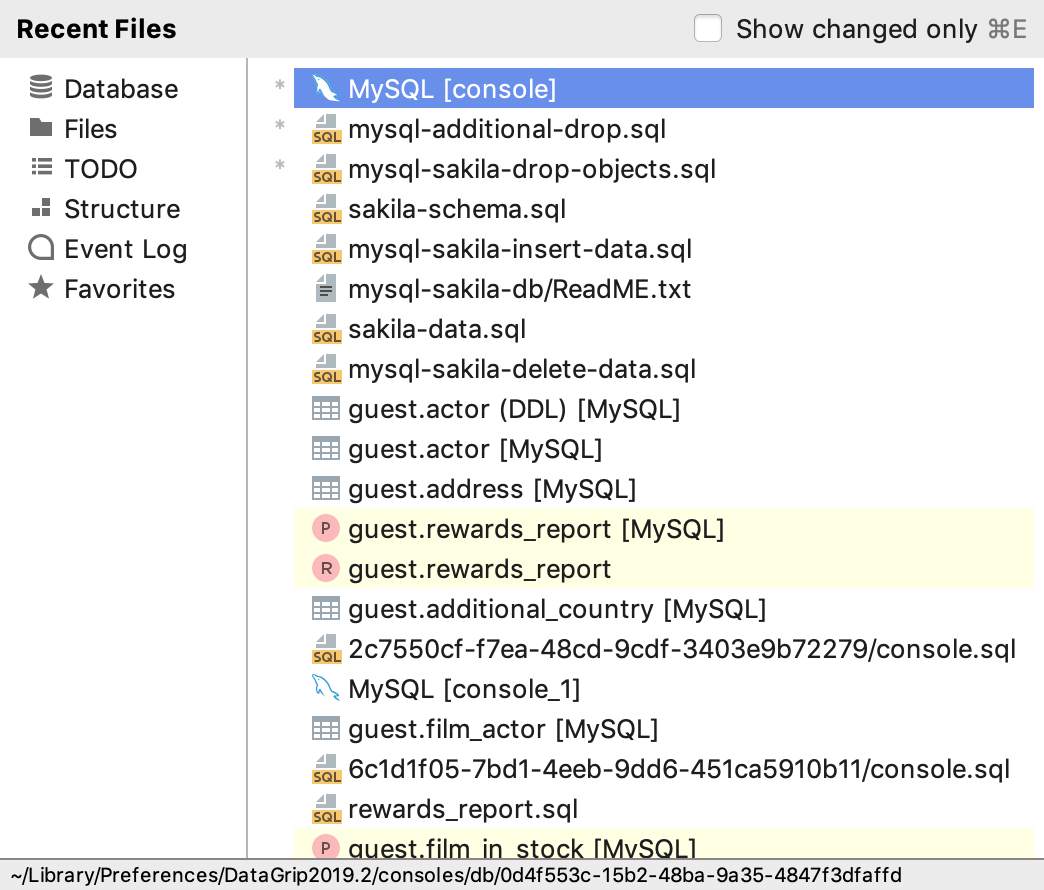 Recent Files
Show changed only ⌘E
Database
Files
TODO
Structure
Event Log
Favorites
* MySQL [console]
* SQL mysql-additional-drop.sql
* SQL mysql-sakila-drop-objects.sql
SQL sakila-schema.sql
SQL mysql-sakila-insert-data.sql
mysql-sakila-db/ReadME.txt
SQL sakila-data.sql
SQL mysql-sakila-delete-data.sql
guest.actor (DDL) [MySQL]
guest.actor [MySQL]
guest.address [MySQL]
P guest.rewards_report [MySQL]
R guest.rewards_report
guest.additional_country [MySQL]
SQL 2c7550cf-f7ea-48cd-9cdf-3403e9b72279/console.sql
MySQL [console_1]
guest.film_actor [MySQL]
SQL 6c1d1f05-7bd1-4eeb-9dd6-451ca5910b11/console.sql
SQL rewards_report.sql
P guest.film_in_stock [MySQL]
~/Library/Preferences/DataGrip2019.2/consoles/db/0d4f553c-15b2-48ba-9a35-4847f3dfaffd